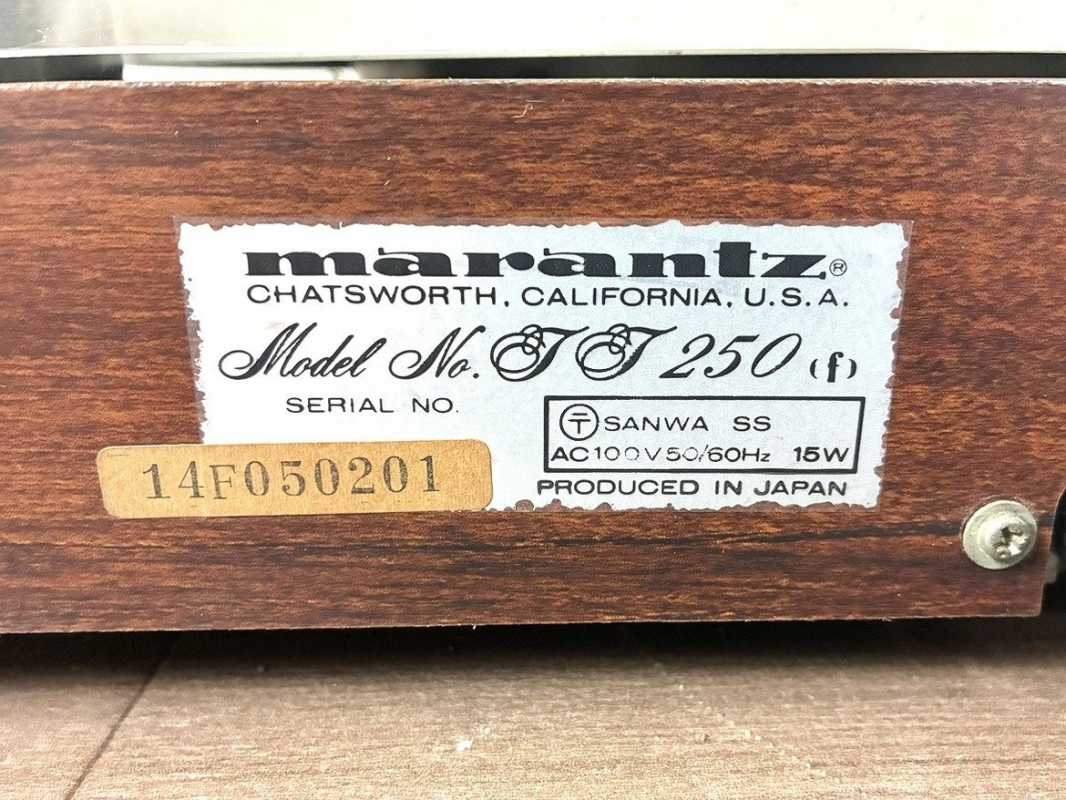 marantz®
CHATSWORTH, CALIFORNIA, U.S.A.
Model No. TT 250 (f)
SERIAL NO.
14F050201
〒 SANWA SS
AC100V50/60Hz 15W
PRODUCED IN JAPAN